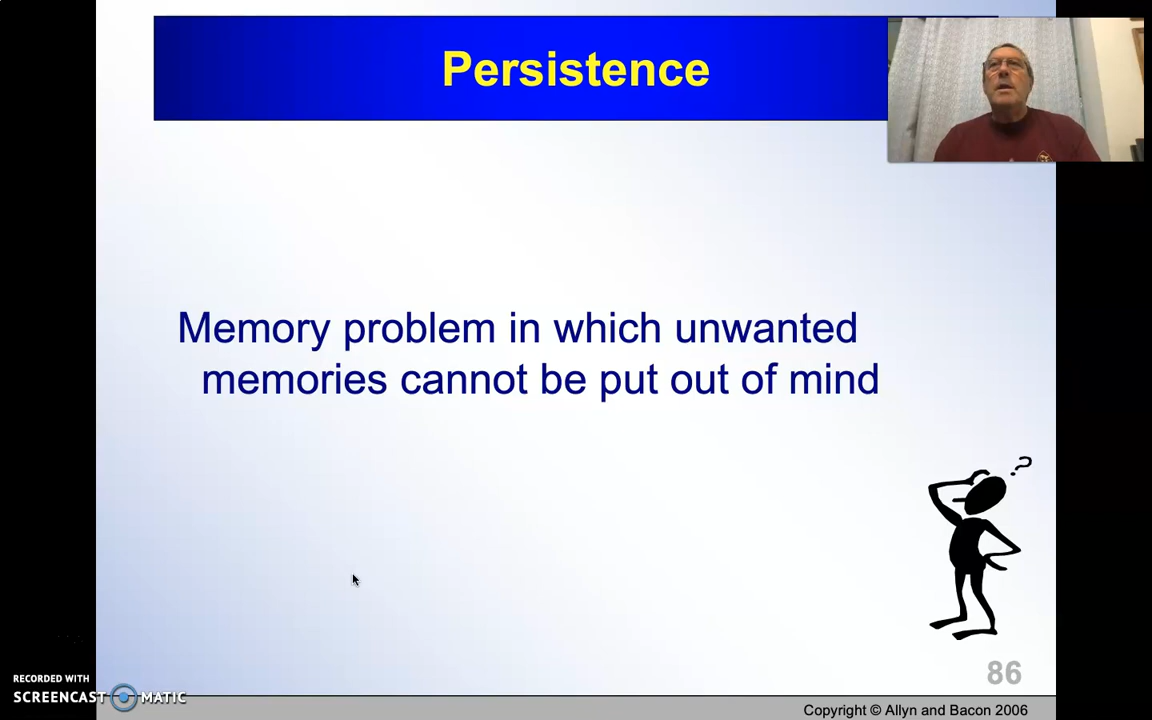 Persistence
Memory problem in which unwanted
memories cannot be put out of mind
?
86
RECORDED WITH
SCREENCAST MATIC
Copyright © Allyn and Bacon 2006